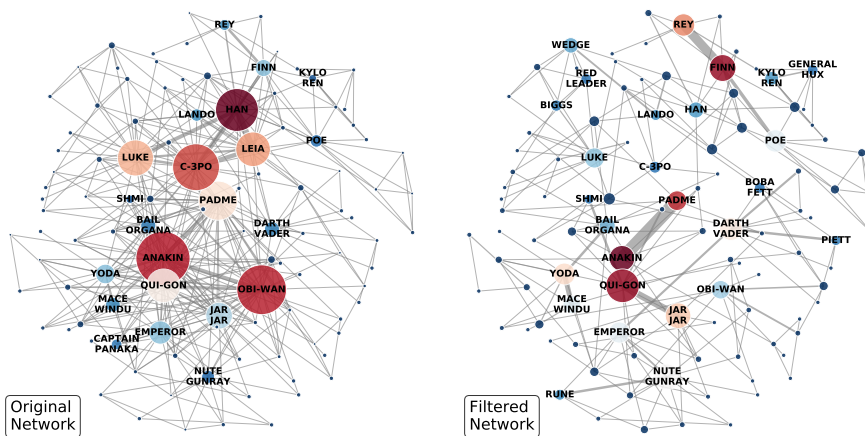 REY
FINN
KYLO
REN
HAN
LANDO
POE
LUKE
LEIA
C-3PO
SHMI
PADME
BAIL
ORGANA
DARTH
VADER
ANAKIN
YODA
QUI-GON
OBI-WAN
MACE
WINDU
JAR
JAR
EMPEROR
CAPTAIN
PANAKA
NUTE
GUNRAY
Original
Network
REY
WEDGE
FINN
RED
LEADER
KYLO
REN
GENERAL
HUX
BIGGS
LANDO
HAN
POE
LUKE
C-3PO
BOBA
FETT
SHMI
PADME
BAIL
ORGANA
DARTH
VADER
PIETT
ANAKIN
YODA
QUI-GON
OBI-WAN
MACE
WINDU
JAR
JAR
EMPEROR
NUTE
GUNRAY
RUNE
Filtered
Network